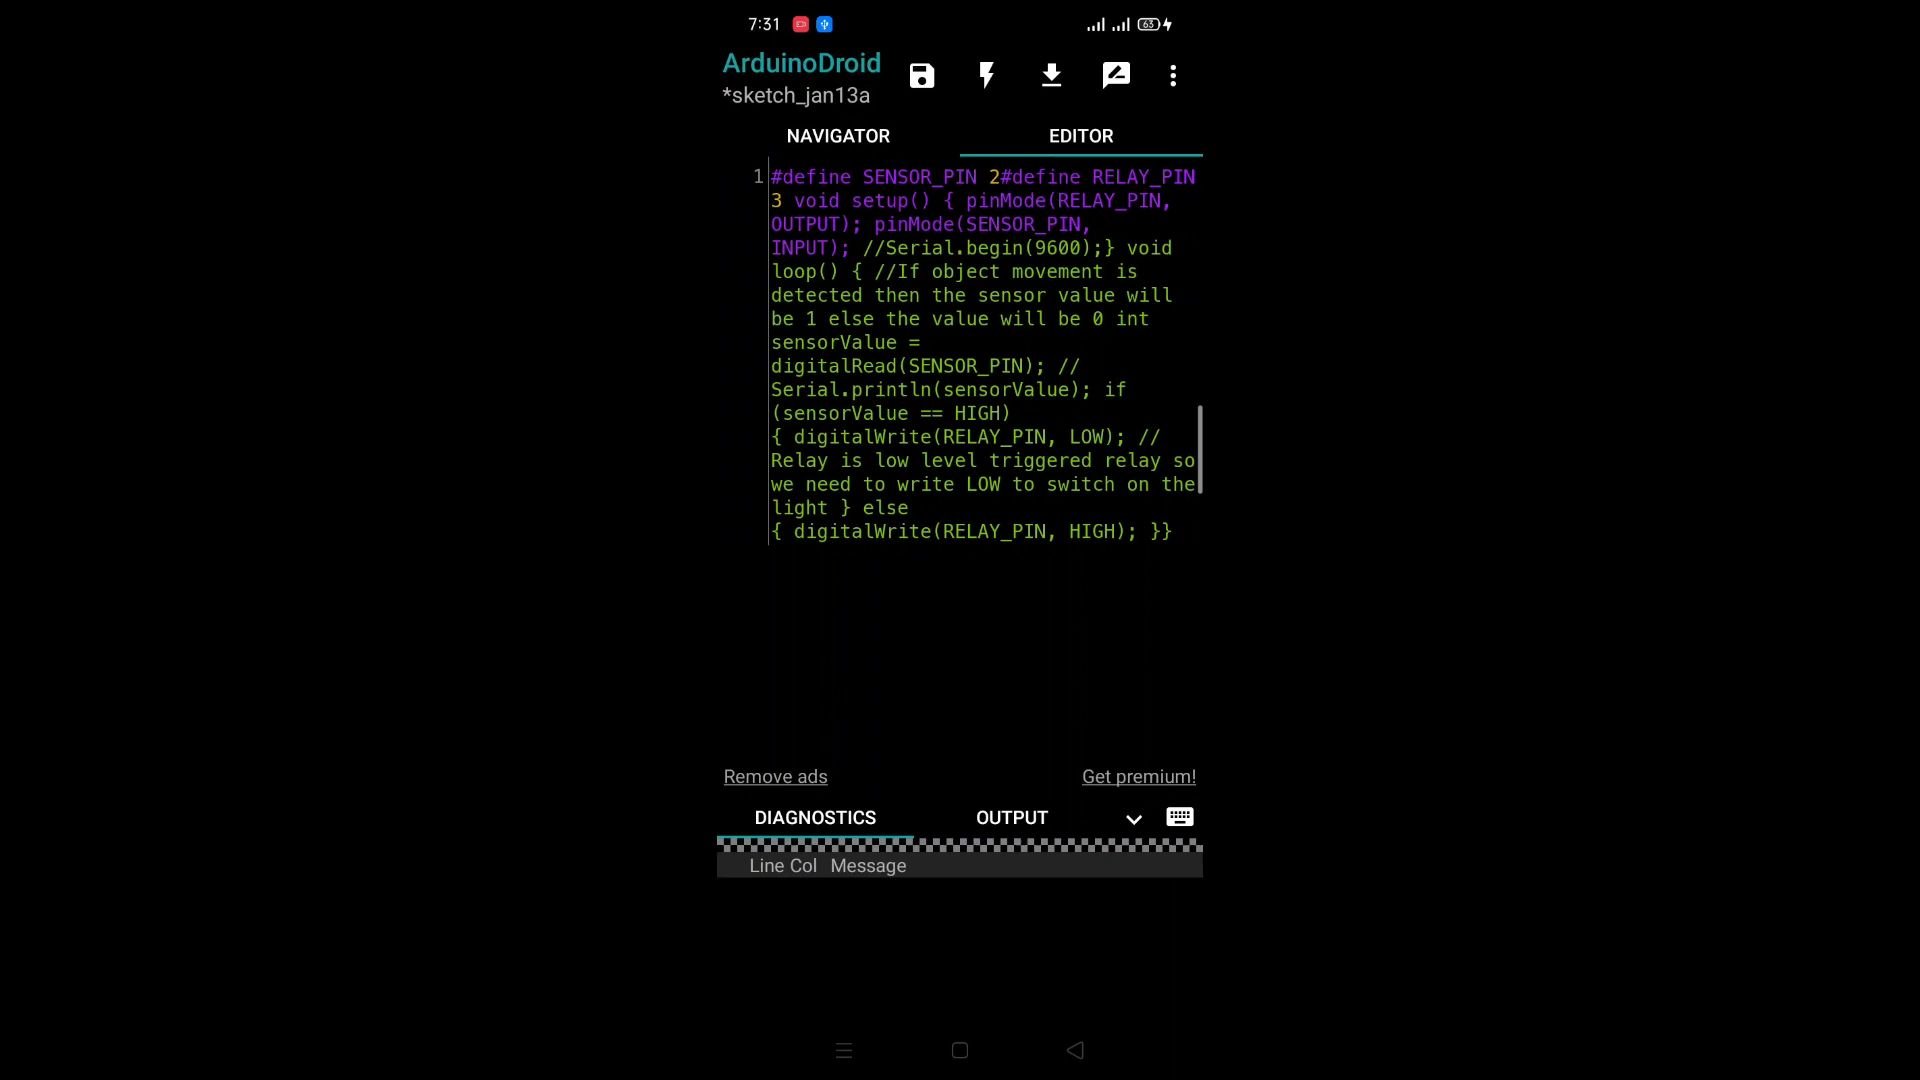 7:31
63
ArduinoDroid
*sketch_jan13a
NAVIGATOR
EDITOR
1
#define SENSOR_PIN 2#define RELAY_PIN
3 void setup() { pinMode(RELAY_PIN,
OUTPUT); pinMode(SENSOR_PIN,
INPUT); //Serial.begin(9600);} void
loop() { //If object movement is
detected then the sensor value will
be 1 else the value will be 0 int
sensorValue =
digitalRead(SENSOR_PIN); //
Serial.println(sensorValue); if
(sensorValue == HIGH)
{ digitalWrite(RELAY_PIN, LOW); //
Relay is low level triggered relay so
we need to write LOW to switch on the
light } else
{ digitalWrite(RELAY_PIN, HIGH); }}
Remove ads
Get premium!
DIAGNOSTICS
OUTPUT
Line Col Message